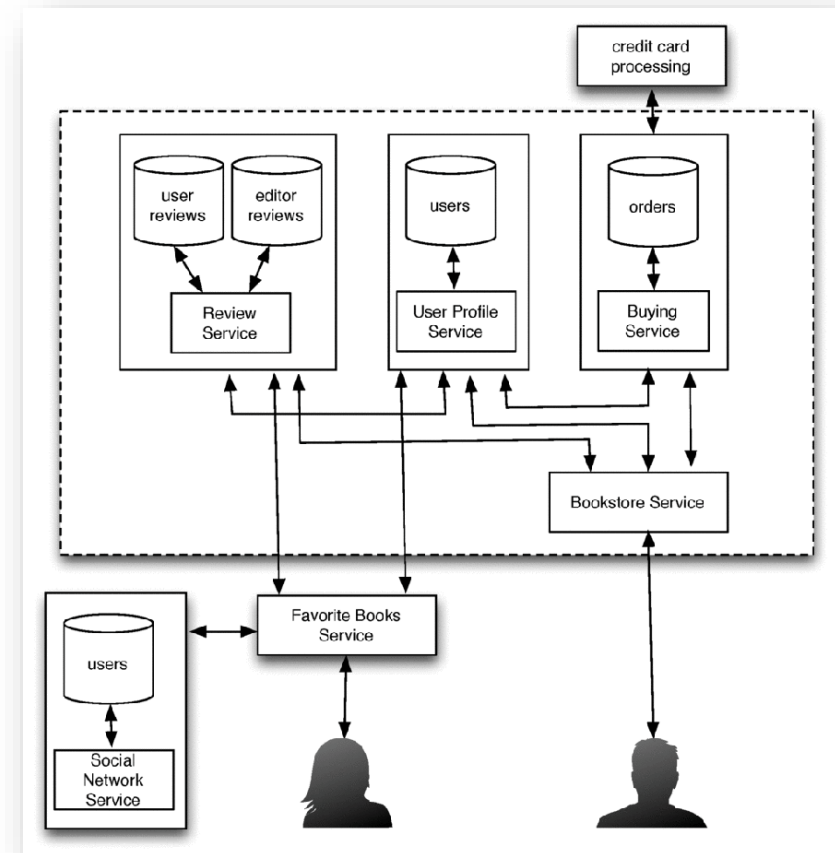 credit card
processing
user
reviews
editor
reviews
users
orders
Review
Service
User Profile
Service
Buying
Service
Bookstore Service
Favorite Books
Service
users
Social
Network
Service